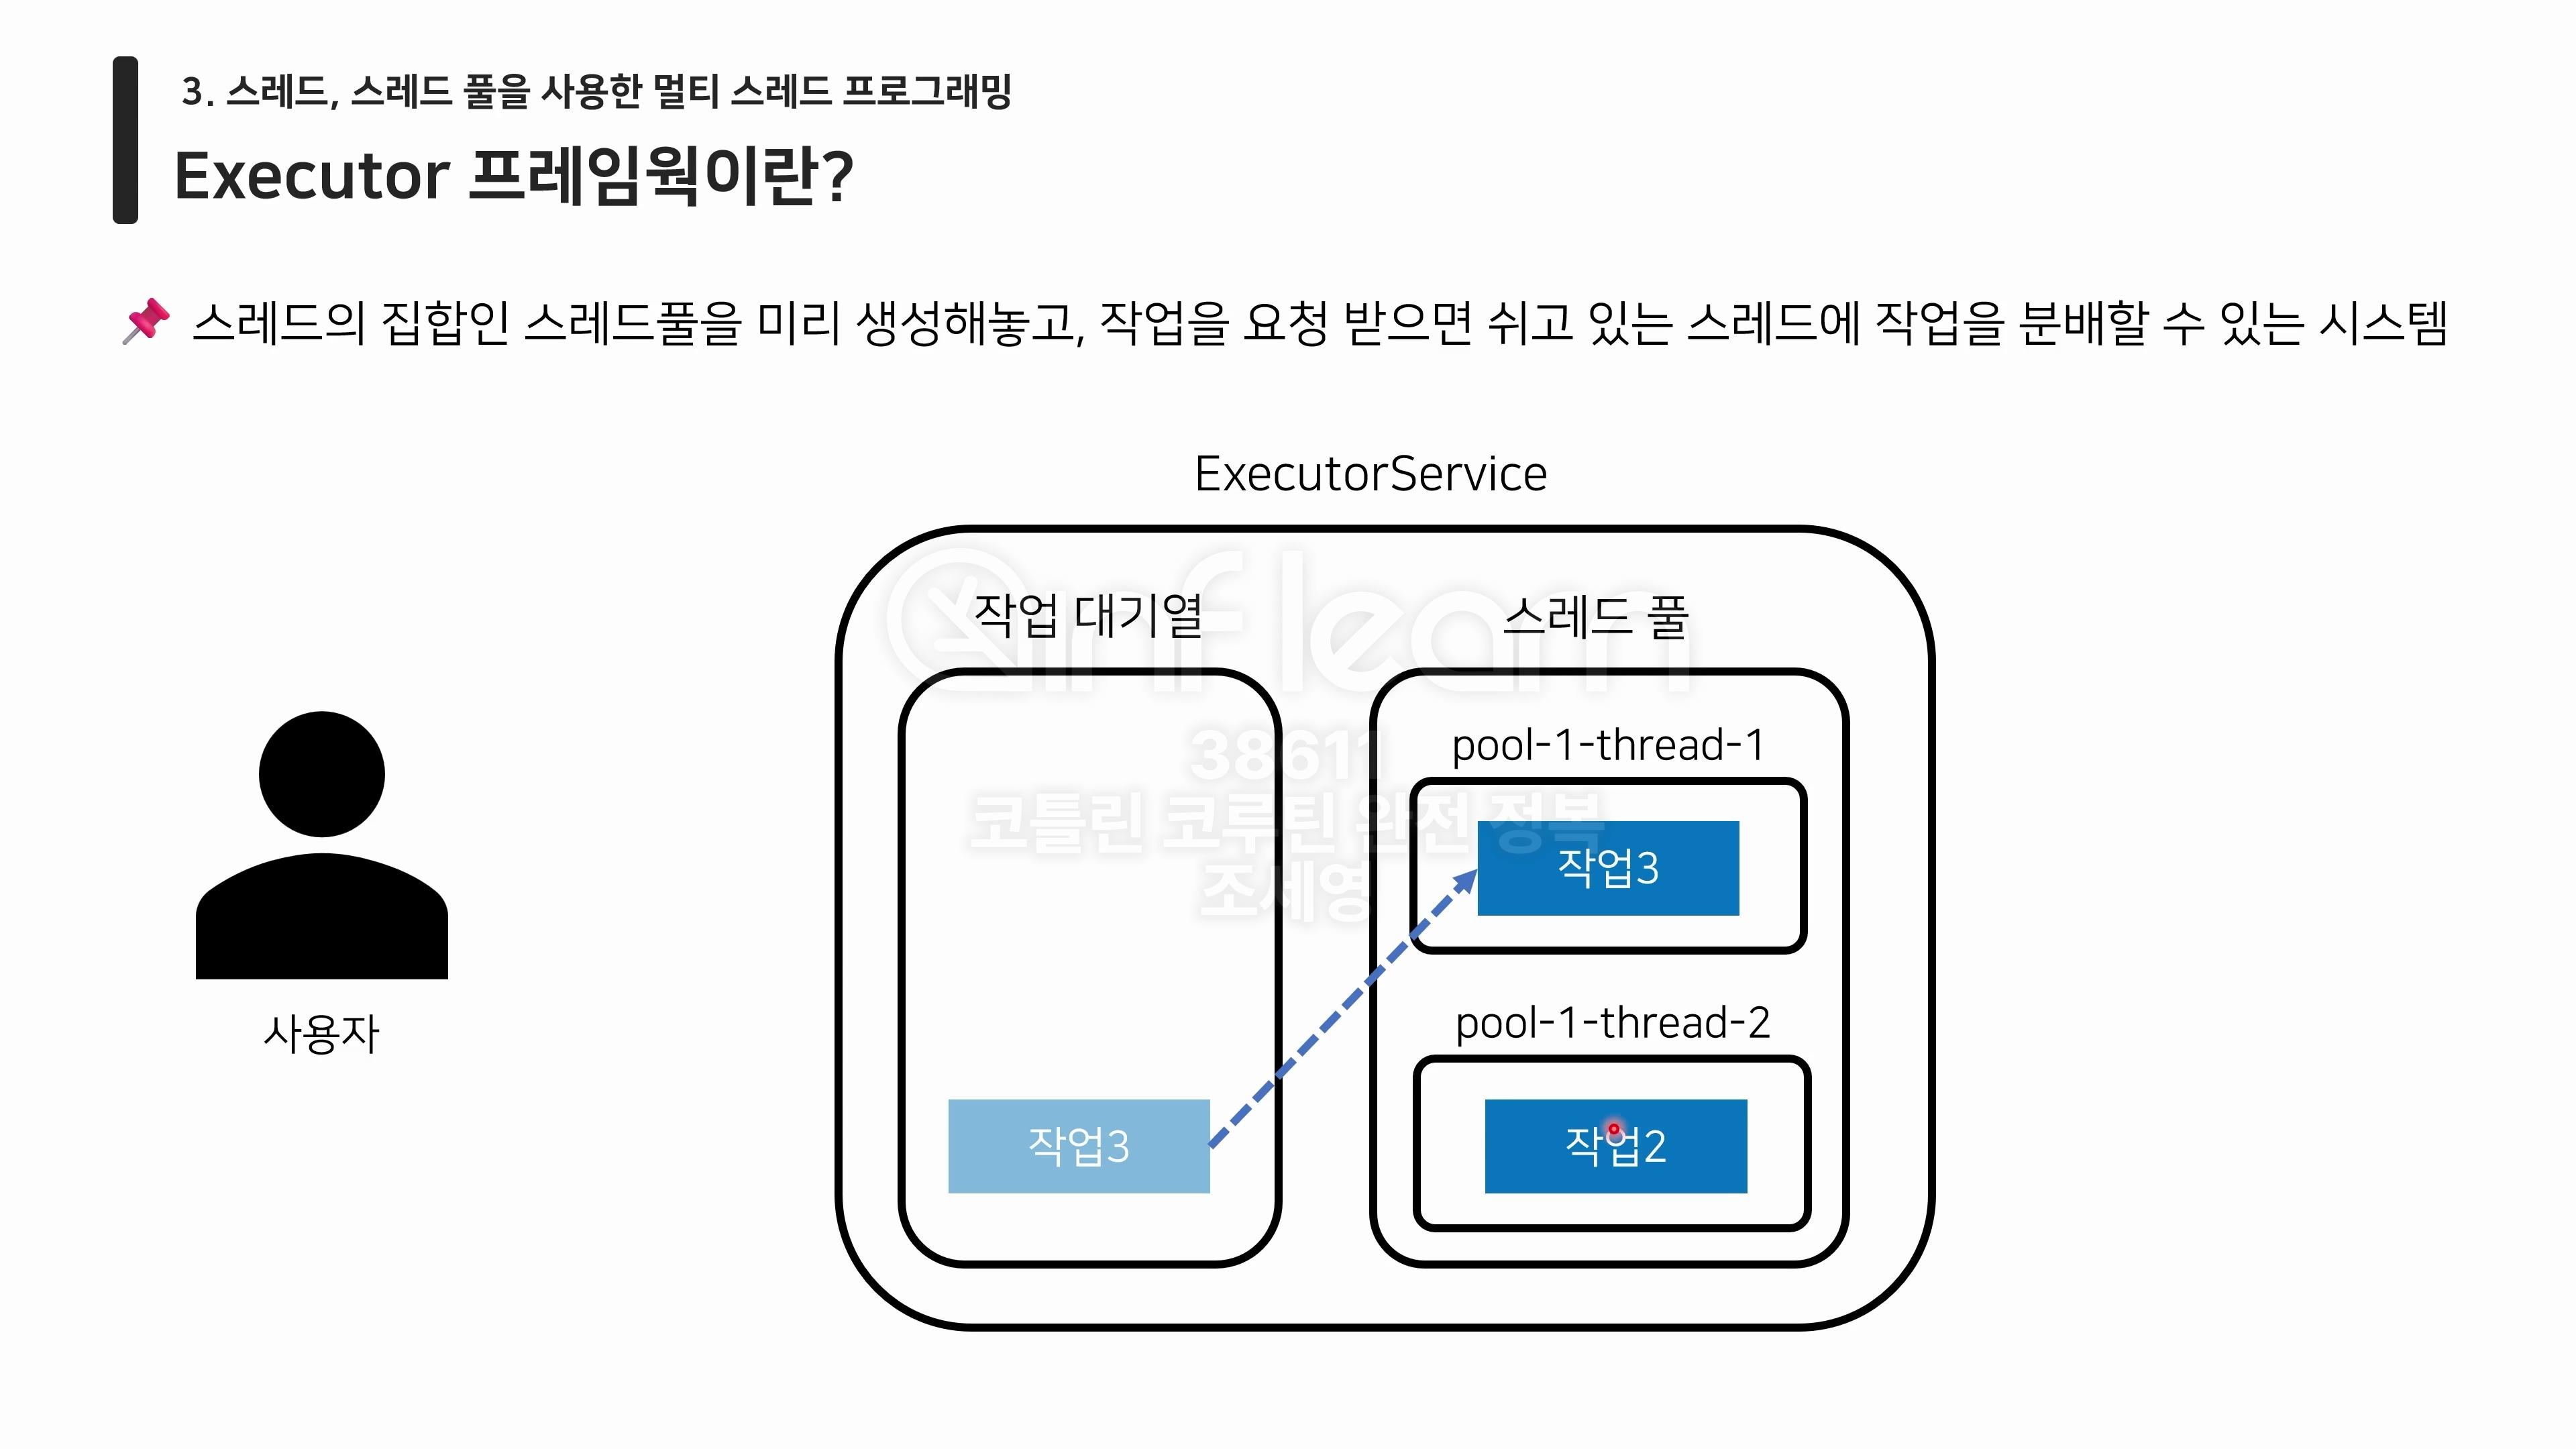 3. 스레드, 스레드 풀을 사용한 멀티 스레드 프로그래밍
Executor 프레임웍이란?
스레드의 집합인 스레드풀을 미리 생성해놓고, 작업을 요청 받으면 쉬고 있는 스레드에 작업을 분배할 수 있는 시스템
ExecutorService
작업 대기열
스레드 풀
inflearn
38611
코틀린 코루틴 완전 정복
조세영
pool-1-thread-1
작업3
pool-1-thread-2
작업3
작업2
사용자